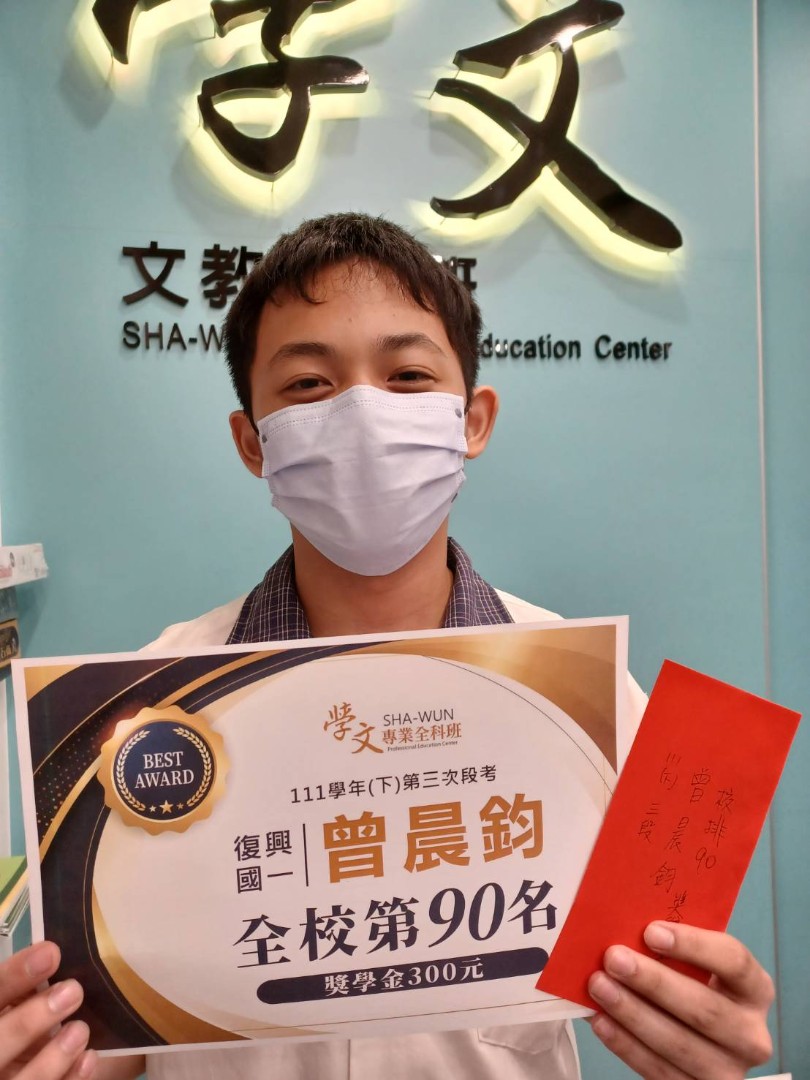 學文
文教
SHA-W ducation Center
BEST
AWARD
學文
SHA-WUN
專業全科班
Professional Education Center
111學年(下)第三次段考
復興
國一
曾晨鈞
全校第90名
獎學金300元
校排90
曾晨鈞獎
三段